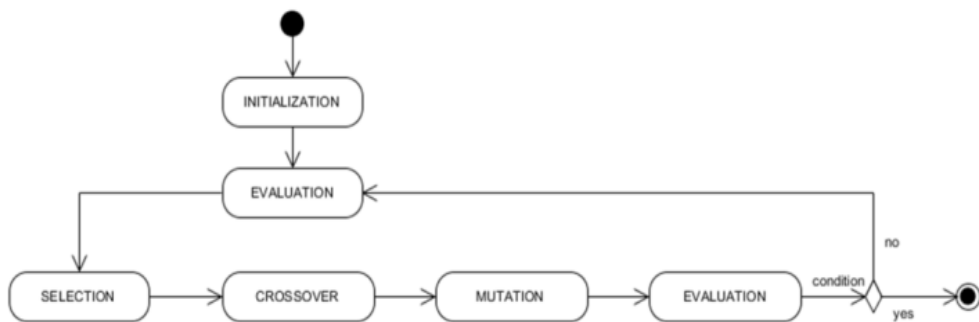 INITIALIZATION
EVALUATION
no
condition
SELECTION
CROSSOVER
MUTATION
EVALUATION
yes